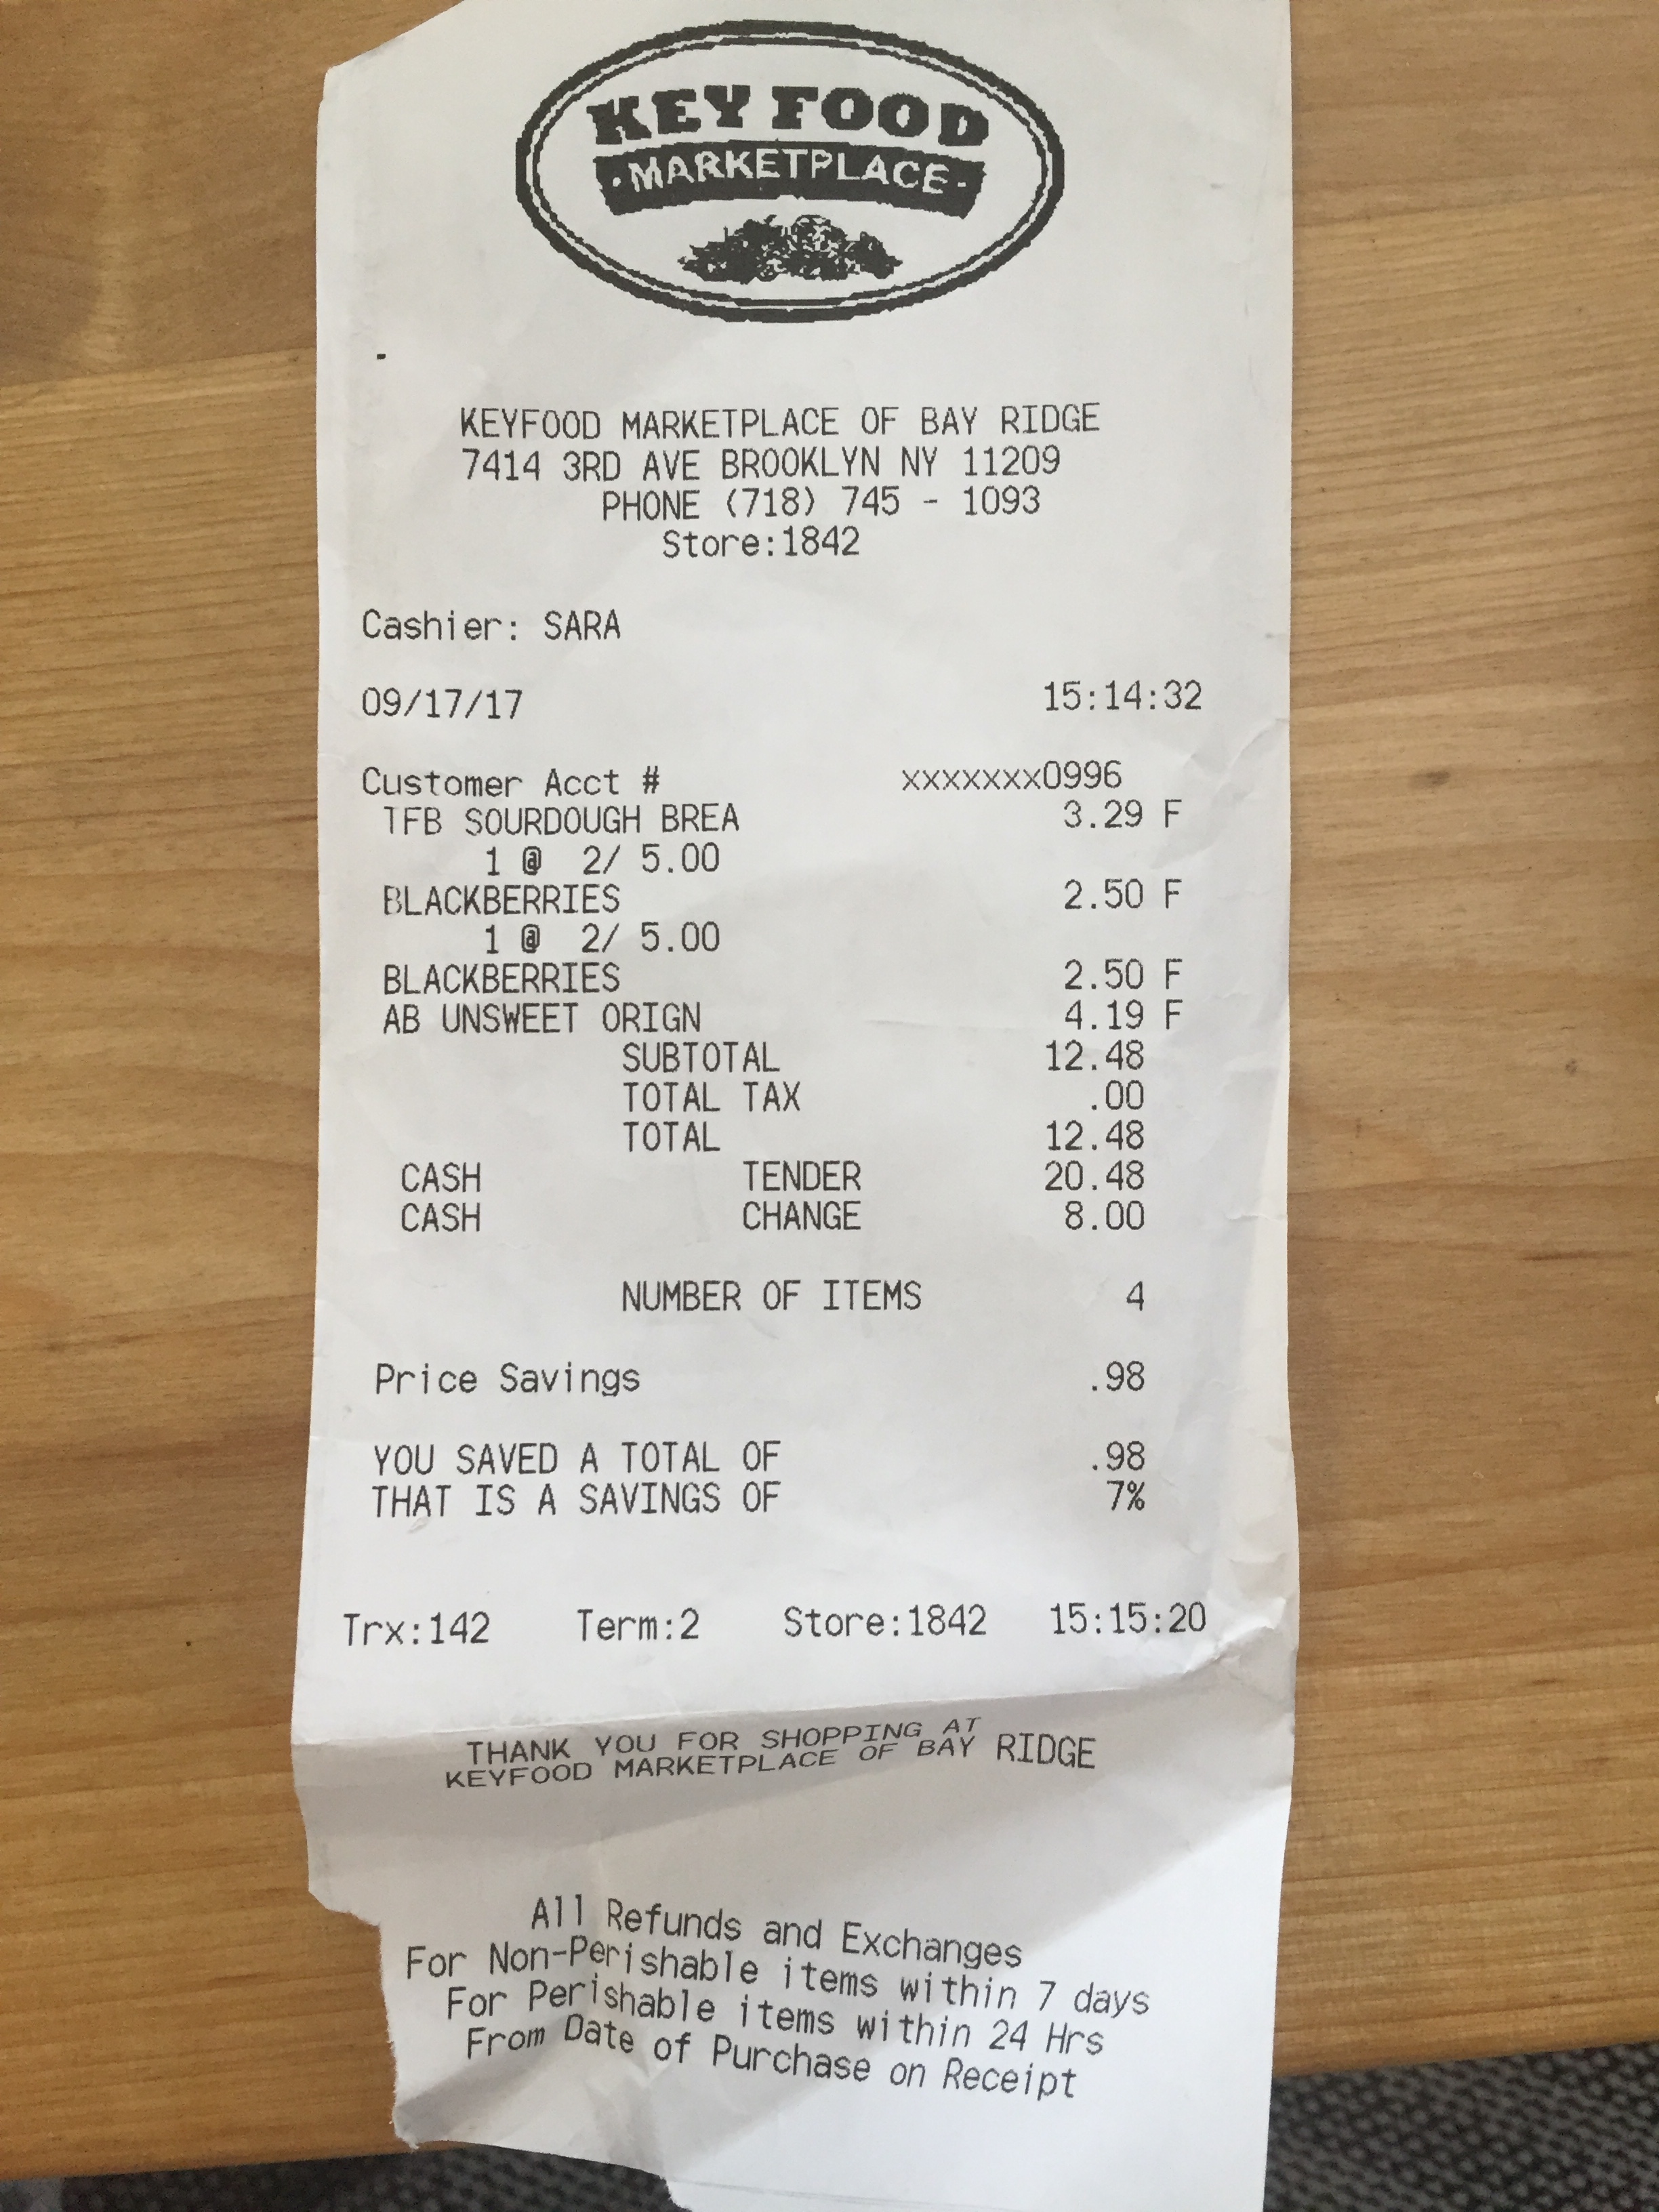 KEY FOOD
·MARKETPLACE·
KEYFOOD MARKETPLACE OF BAY RIDGE
7414 3RD AVE BROOKLYN NY 11209
PHONE (718) 745 - 1093
Store:1842
Cashier: SARA
09/17/17 15:14:32
Customer Acct # xxxxxxx0996
TFB SOURDOUGH BREA 3.29 F
1 @ 2/ 5.00
BLACKBERRIES 2.50 F
1 @ 2/ 5.00
BLACKBERRIES 2.50 F
AB UNSWEET ORIGN 4.19 F
SUBTOTAL 12.48
TOTAL TAX .00
TOTAL 12.48
CASH TENDER 20.48
CASH CHANGE 8.00
NUMBER OF ITEMS 4
Price Savings .98
YOU SAVED A TOTAL OF .98
THAT IS A SAVINGS OF 7%
Trx:142 Term:2 Store:1842 15:15:20
THANK YOU FOR SHOPPING AT
KEYFOOD MARKETPLACE OF BAY RIDGE
All Refunds and Exchanges
For Non-Perishable items within 7 days
For Perishable items within 24 Hrs
From Date of Purchase on Receipt